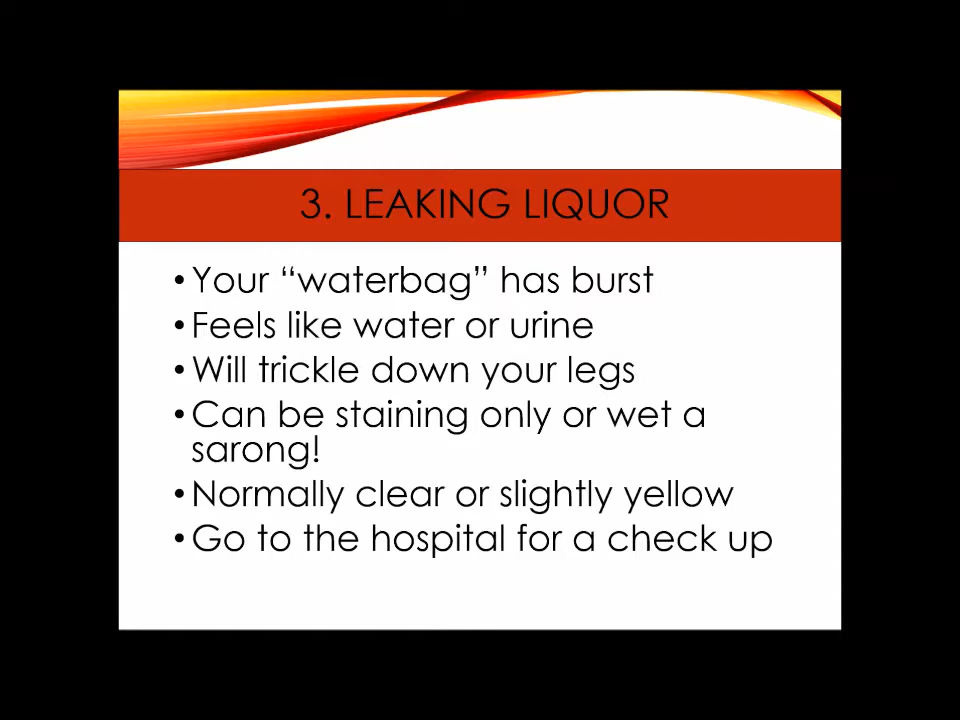 3. LEAKING LIQUOR
• Your “waterbag” has burst
• Feels like water or urine
• Will trickle down your legs
• Can be staining only or wet a
sarong!
• Normally clear or slightly yellow
• Go to the hospital for a check up